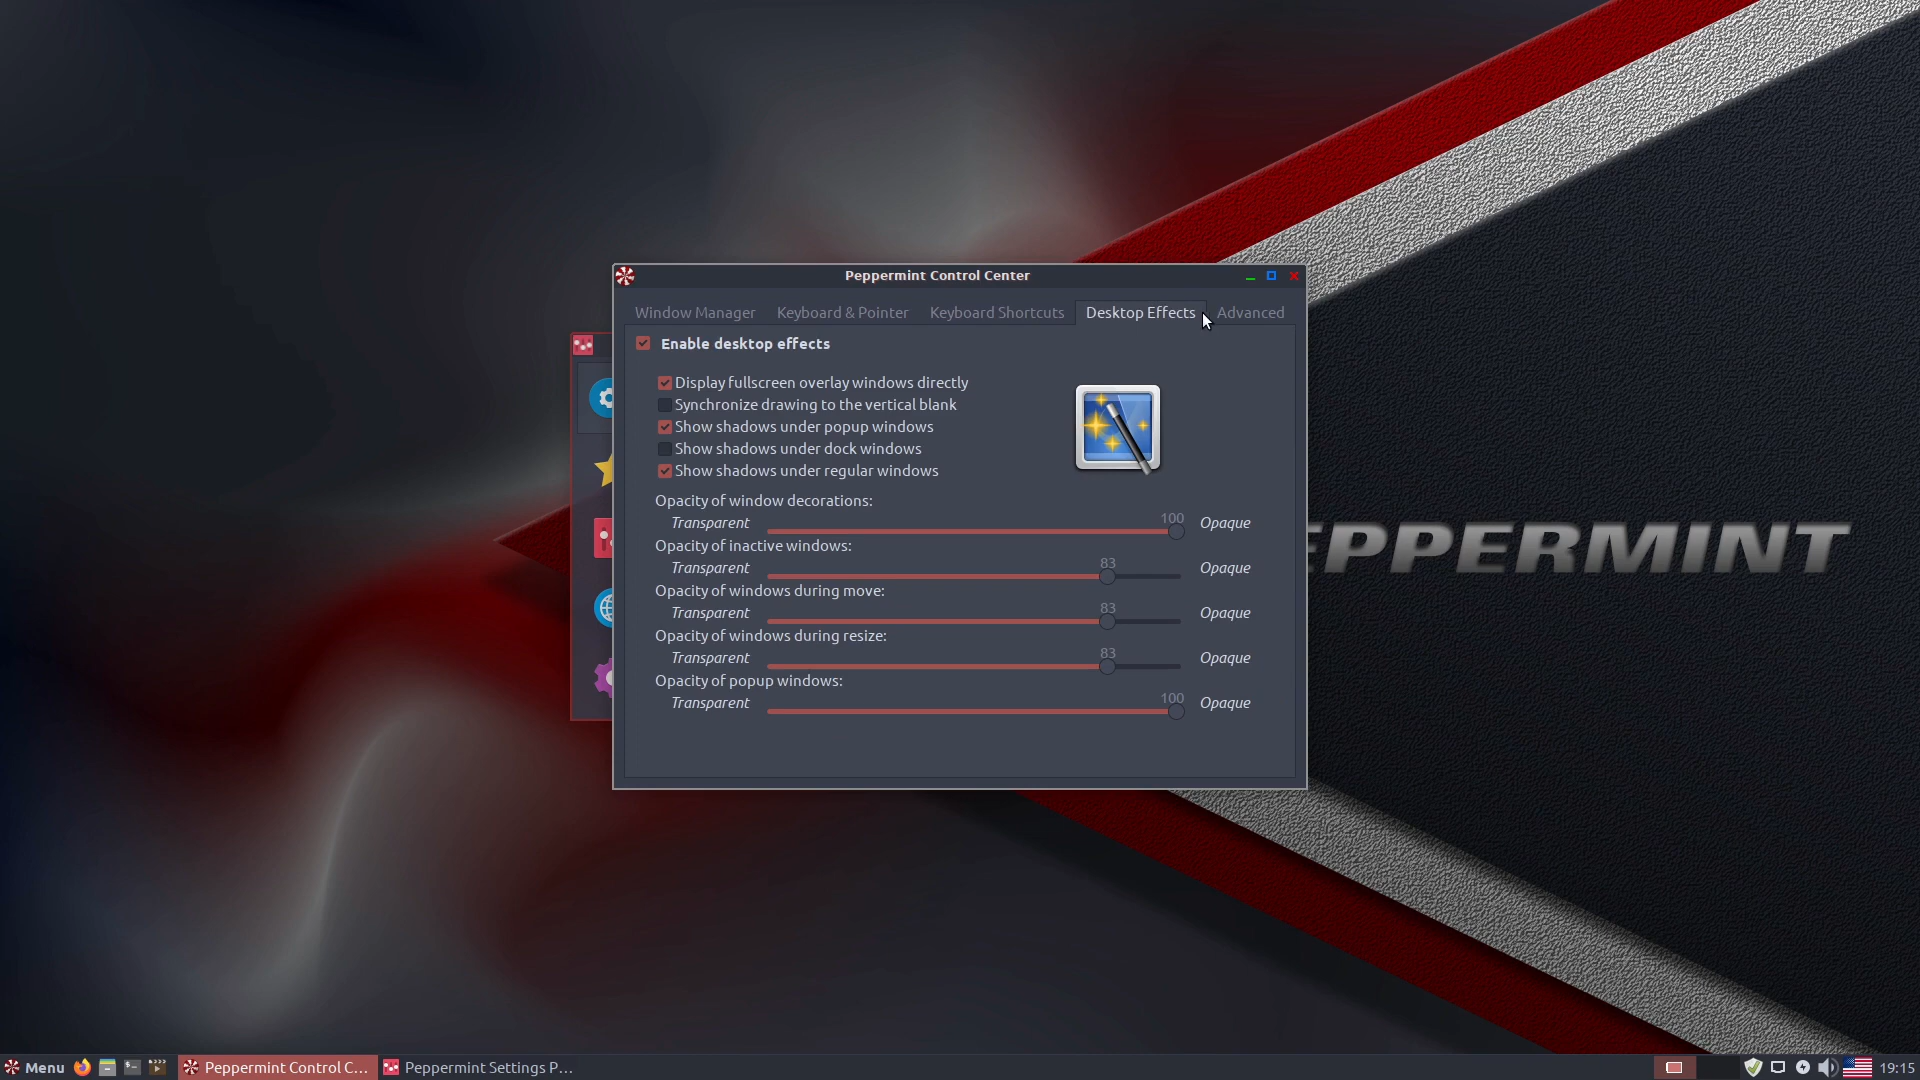 Peppermint Control Center
Window Manager Keyboard & Pointer Keyboard Shortcuts Desktop Effects Advanced
Enable desktop effects
Display fullscreen overlay windows directly
Synchronize drawing to the vertical blank
Show shadows under popup windows
Show shadows under dock windows
Show shadows under regular windows
Opacity of window decorations:
Transparent 100 Opaque
Opacity of inactive windows:
Transparent 83 Opaque
Opacity of windows during move:
Transparent 83 Opaque
Opacity of windows during resize:
Transparent 83 Opaque
Opacity of popup windows:
Transparent 100 Opaque
EPPERMINT
Menu Peppermint Control C... Peppermint Settings P... 19:15